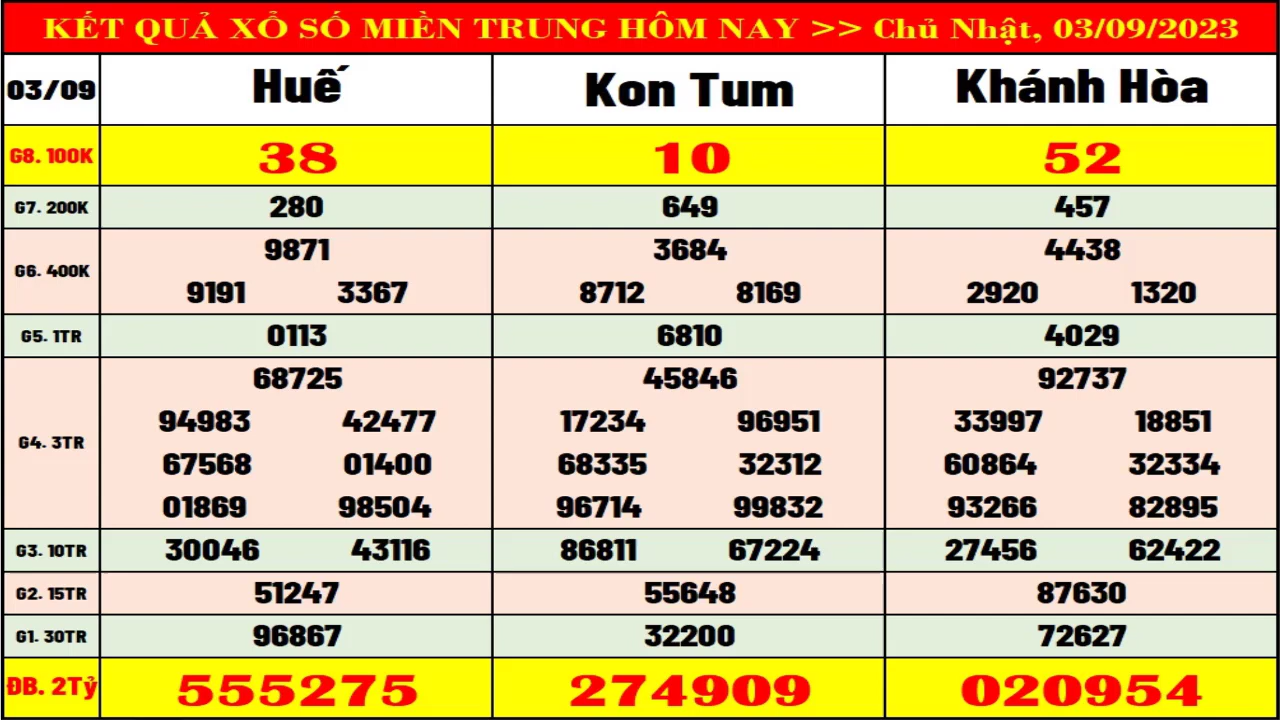 KẾT QUẢ XỔ SỐ MIỀN TRUNG HÔM NAY >> Chủ Nhật, 03/09/2023
03/09 Huế Kon Tum Khánh Hòa
G8. 100K 38 10 52
G7. 200K 280 649 457
9871 3684 4438
G6. 400K
9191 3367 8712 8169 2920 1320
G5. 1TR 0113 6810 4029
68725 45846 92737
94983 42477 17234 96951 33997 18851
G4. 3TR
67568 01400 68335 32312 60864 32334
01869 98504 96714 99832 93266 82895
G3. 10TR 30046 43116 86811 67224 27456 62422
G2. 15TR 51247 55648 87630
G1. 30TR 96867 32200 72627
ĐB. 2Tỷ 555275 274909 020954